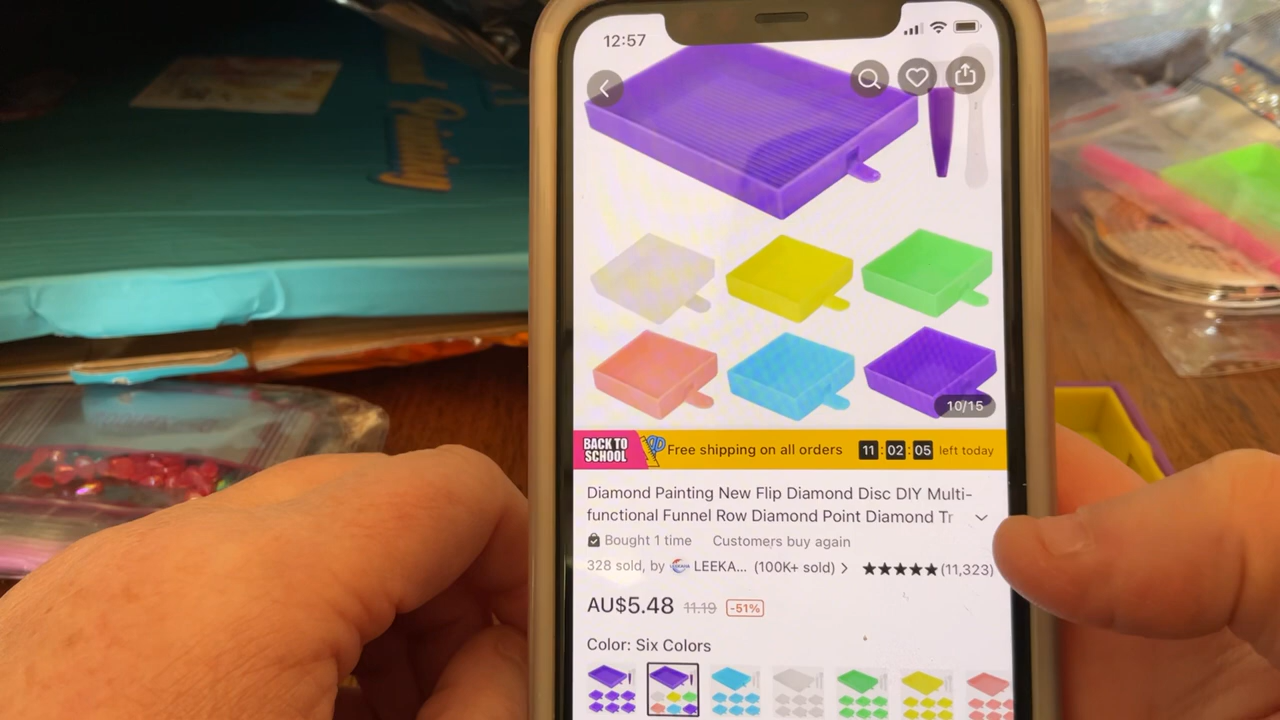 12:57
10/15
BACK TO
SCHOOL
Free shipping on all orders 11:02:05 left today
Diamond Painting New Flip Diamond Disc DIY Multi-
functional Funnel Row Diamond Point Diamond Tr
Bought 1 time Customers buy again
328 sold, by LEEKA... (100K+ sold) > ★★★★★ (11,323)
AU$5.48 11.19 -51%
Color: Six Colors